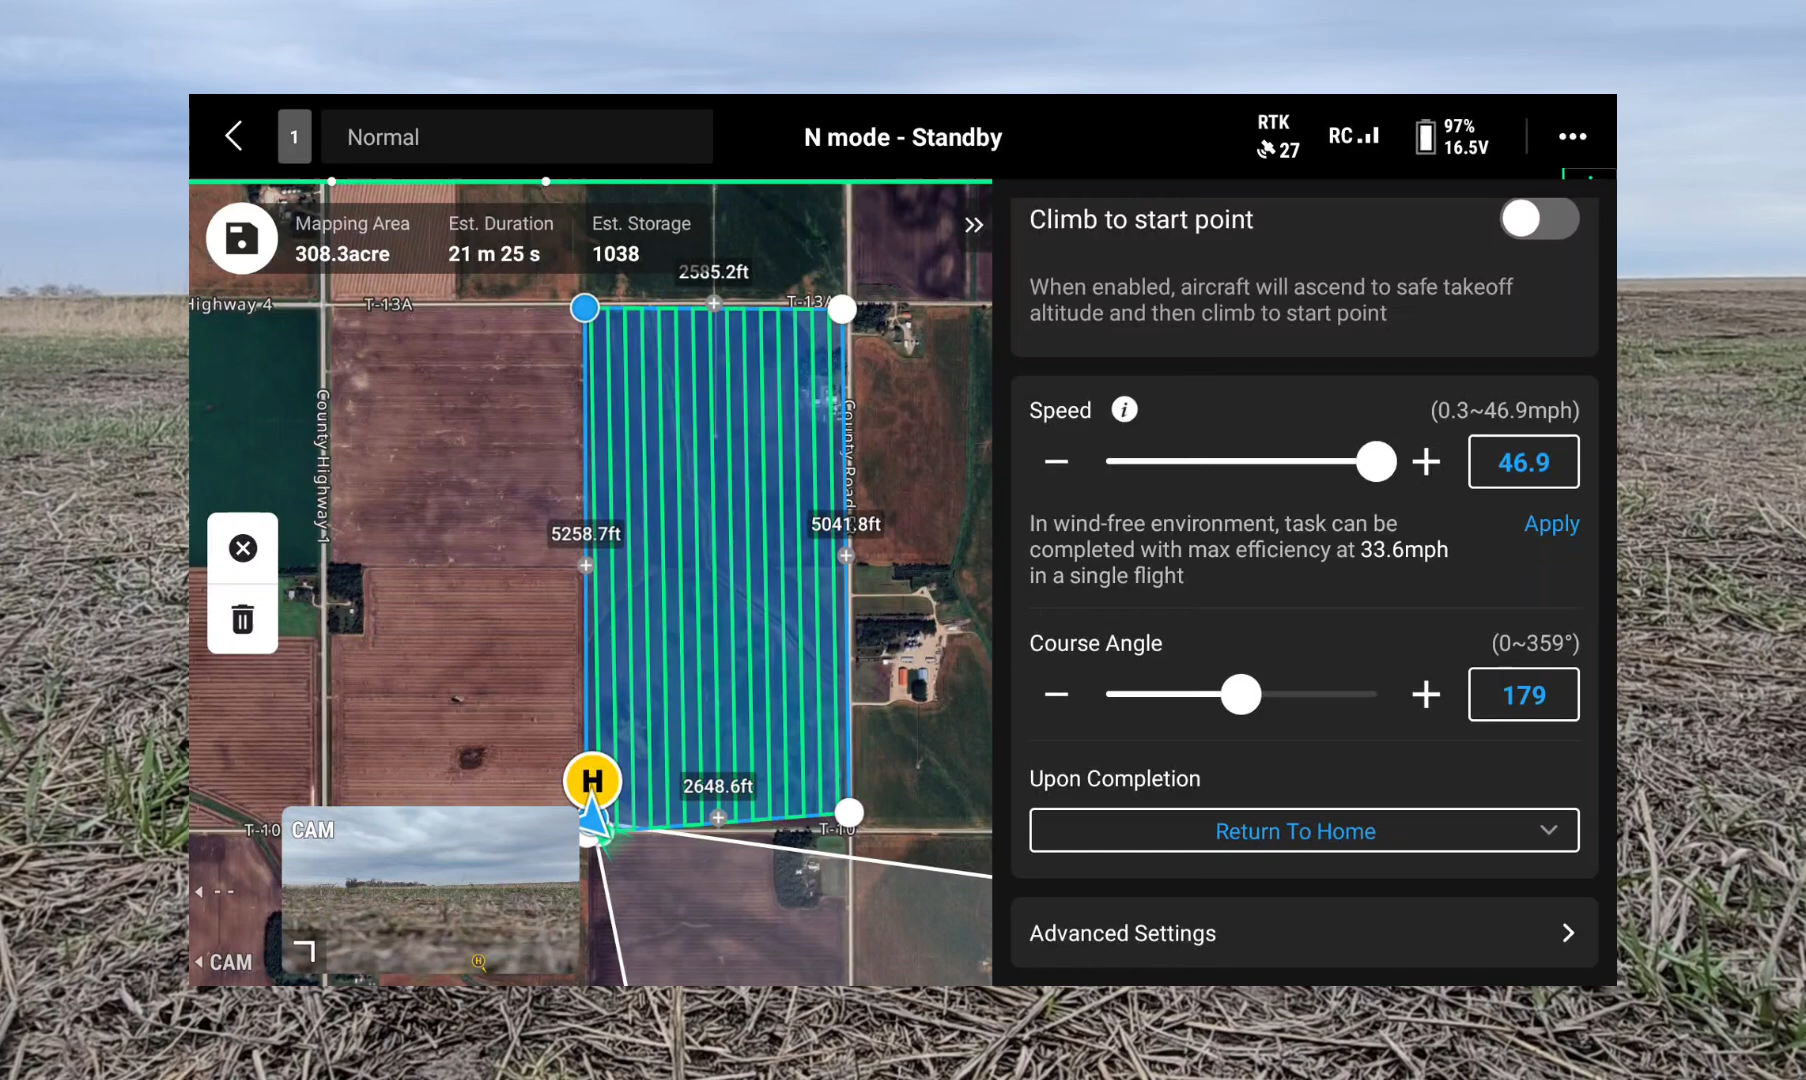 1
Normal
N mode - Standby
RTK
27
RC
97%
16.5V
Mapping Area
308.3acre
Est. Duration
21 m 25 s
Est. Storage
1038
2585.2ft
Highway 4
T-13A
T-13A
County Highway 1
County Road
5258.7ft
5041.8ft
H
2648.6ft
T-10
T-10
CAM
--
CAM
H
Climb to start point
When enabled, aircraft will ascend to safe takeoff
altitude and then climb to start point
Speed
i
(0.3~46.9mph)
46.9
In wind-free environment, task can be
completed with max efficiency at 33.6mph
in a single flight
Apply
Course Angle
(0~359°)
179
Upon Completion
Return To Home
Advanced Settings